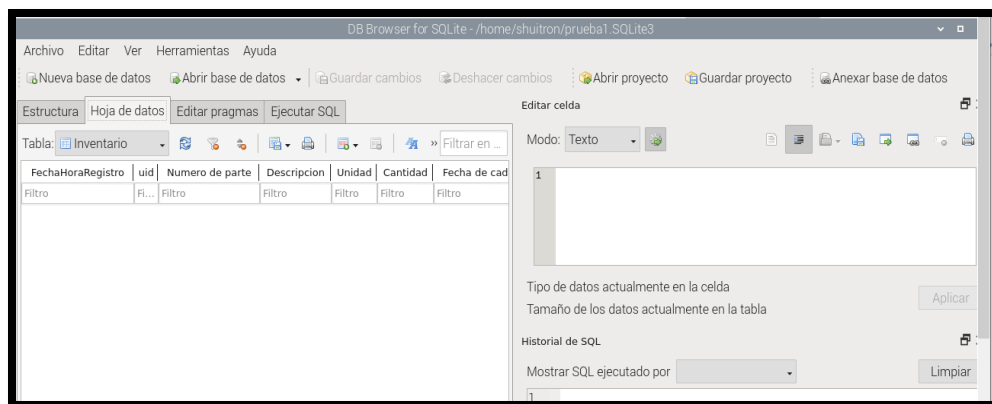 DB Browser for SQLite - /home/shuitron/prueba1.SQLite3
Archivo Editar Ver Herramientas Ayuda
Nueva base de datos Abrir base de datos Guardar cambios Deshacer cambios Abrir proyecto Guardar proyecto Anexar base de datos
Estructura Hoja de datos Editar pragmas Ejecutar SQL
Tabla: Inventario » Filtrar en ...
FechaHoraRegistro uid Numero de parte Descripcion Unidad Cantidad Fecha de cad
Filtro Fi... Filtro Filtro Filtro Filtro Filtro
Editar celda
Modo: Texto
1
Tipo de datos actualmente en la celda
Tamaño de los datos actualmente en la tabla
Aplicar
Historial de SQL
Mostrar SQL ejecutado por Limpiar
1